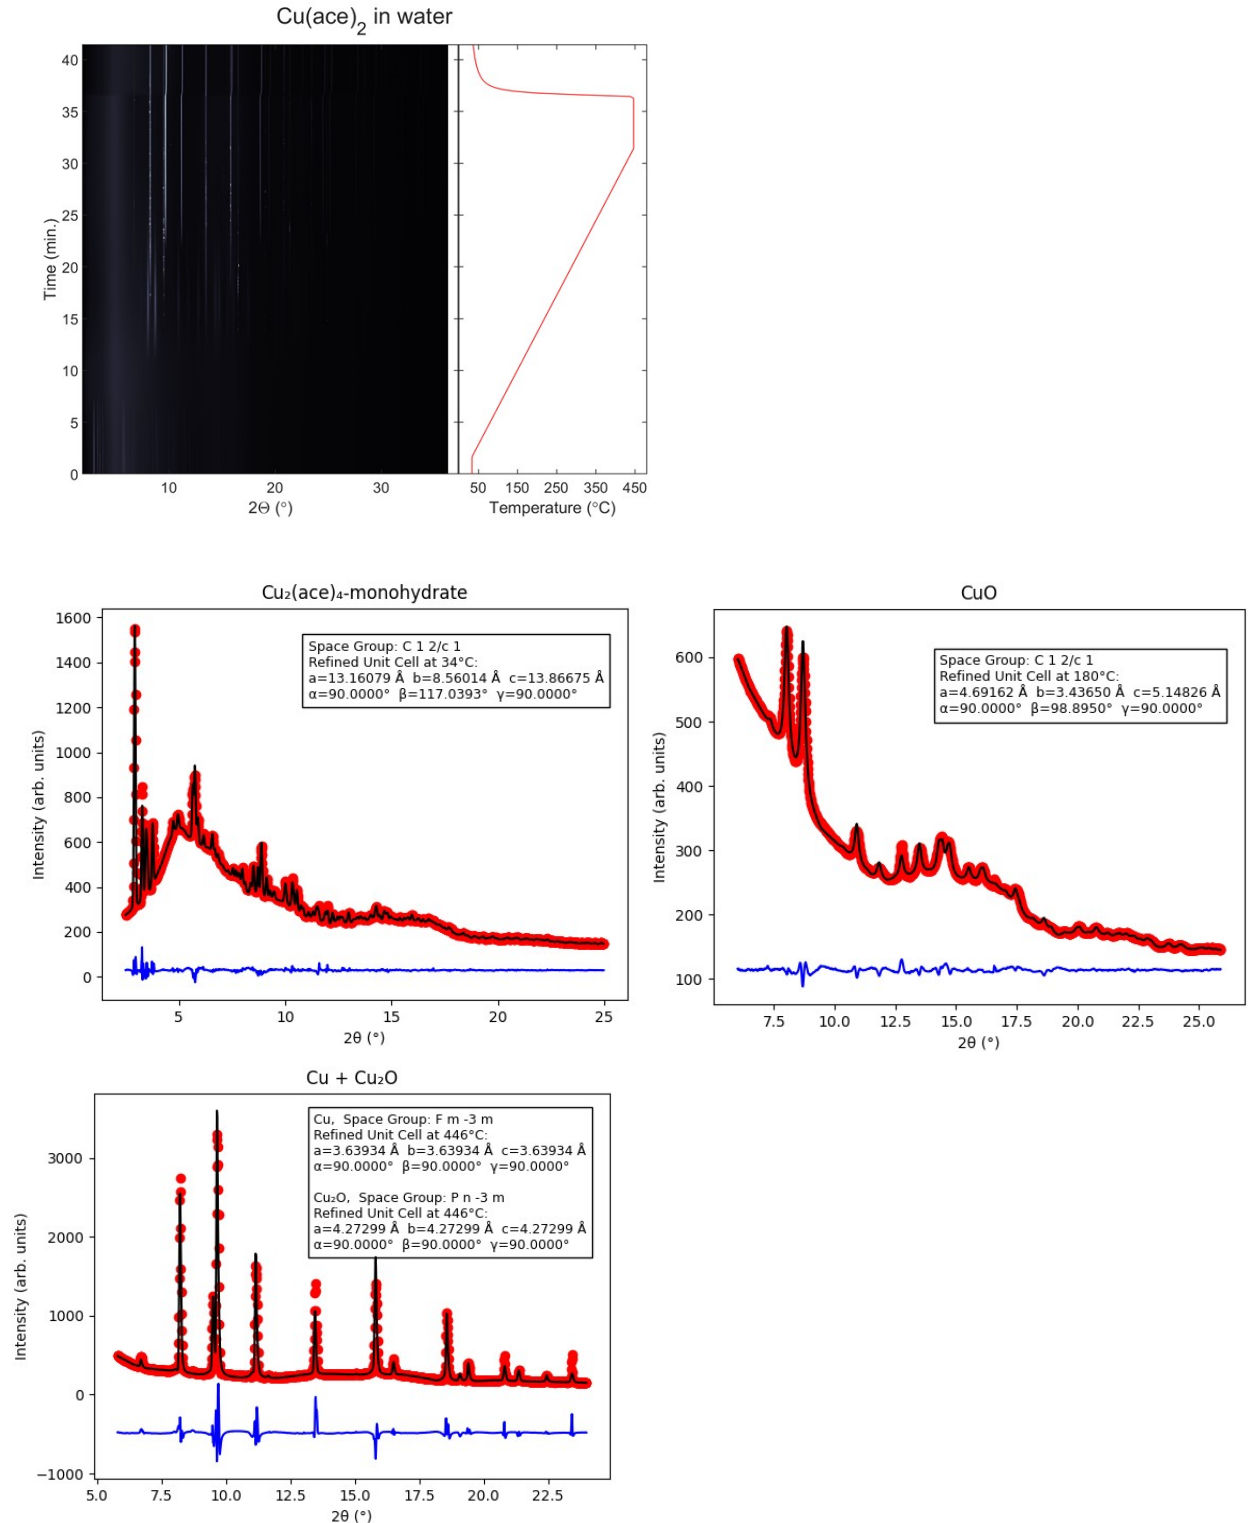 Cu(ace)₂ in water
40
35
30
25
20
15
10
5
0
Time (min.)
10 20 30
2Θ (°)
50 150 250 350 450
Temperature (°C)
Cu₂(ace)₄-monohydrate
1600
1400
1200
1000
800
600
400
200
0
Intensity (arb. units)
Space Group: C 1 2/c 1
Refined Unit Cell at 34°C:
a=13.16079 Å b=8.56014 Å c=13.86675 Å
α=90.0000° β=117.0393° γ=90.0000°
5 10 15 20 25
2θ (°)
CuO
600
500
400
300
200
100
Intensity (arb. units)
Space Group: C 1 2/c 1
Refined Unit Cell at 180°C:
a=4.69162 Å b=3.43650 Å c=5.14826 Å
α=90.0000° β=98.8950° γ=90.0000°
7.5 10.0 12.5 15.0 17.5 20.0 22.5 25.0
2θ (°)
Cu + Cu₂O
3000
2000
1000
0
−1000
Intensity (arb. units)
Cu, Space Group: F m -3 m
Refined Unit Cell at 446°C:
a=3.63934 Å b=3.63934 Å c=3.63934 Å
α=90.0000° β=90.0000° γ=90.0000°
Cu₂O, Space Group: P n -3 m
Refined Unit Cell at 446°C:
a=4.27299 Å b=4.27299 Å c=4.27299 Å
α=90.0000° β=90.0000° γ=90.0000°
5.0 7.5 10.0 12.5 15.0 17.5 20.0 22.5
2θ (°)